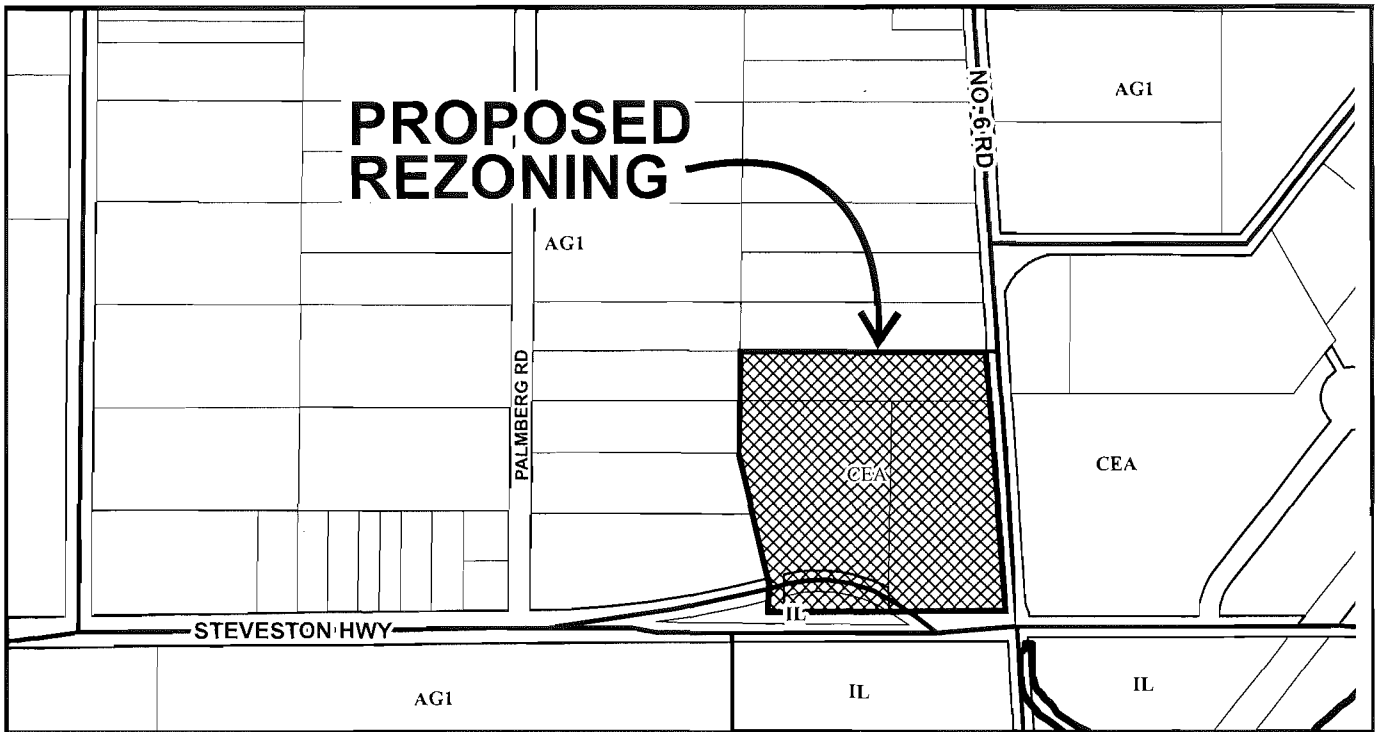 AG1
NO. 6 RD
PROPOSED
REZONING
AG1
PALMBERG RD
CEA
CEA
IL
STEVESTON HWY
AG1
IL
IL